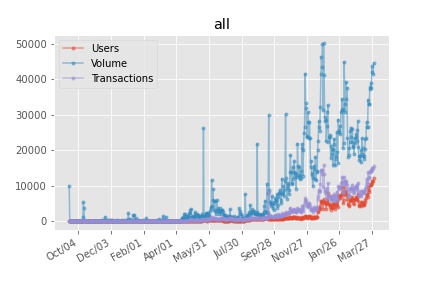 all
50000
40000
30000
20000
10000
0
Users
Volume
Transactions
Oct/04
Dec/03
Feb/01
Apr/01
May/31
Jul/30
Sep/28
Nov/27
Jan/26
Mar/27